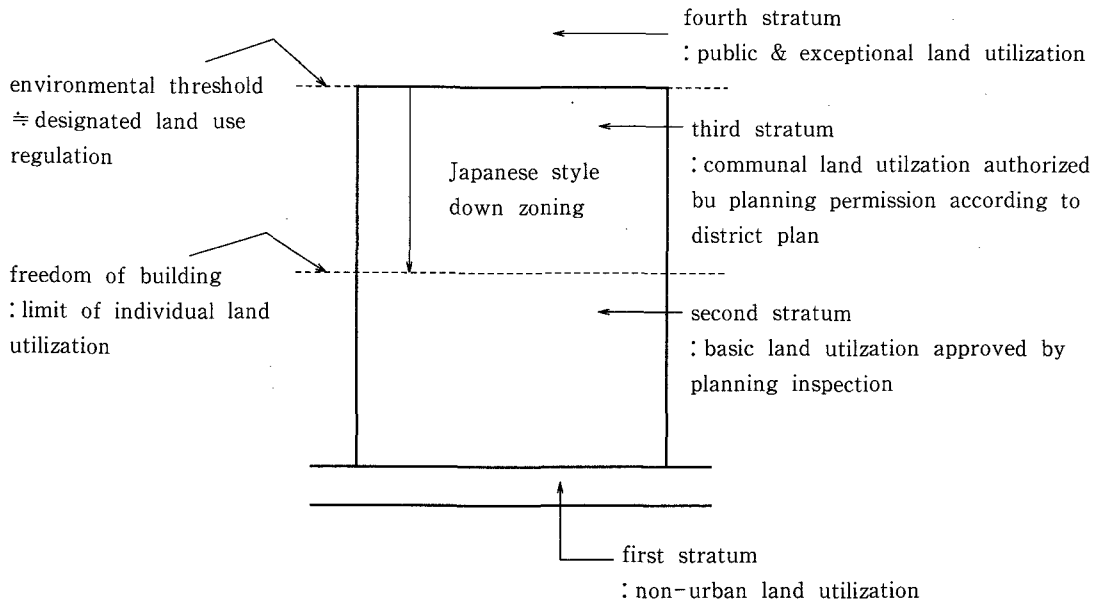 fourth stratum
: public & exceptional land utilization
environmental threshold
≒ designated land use
regulation
third stratum
: communal land utilzation authorized
bu planning permission according to
district plan
Japanese style
down zoning
freedom of building
: limit of individual land
utilization
second stratum
: basic land utilzation approved by
planning inspection
first stratum
: non-urban land utilization